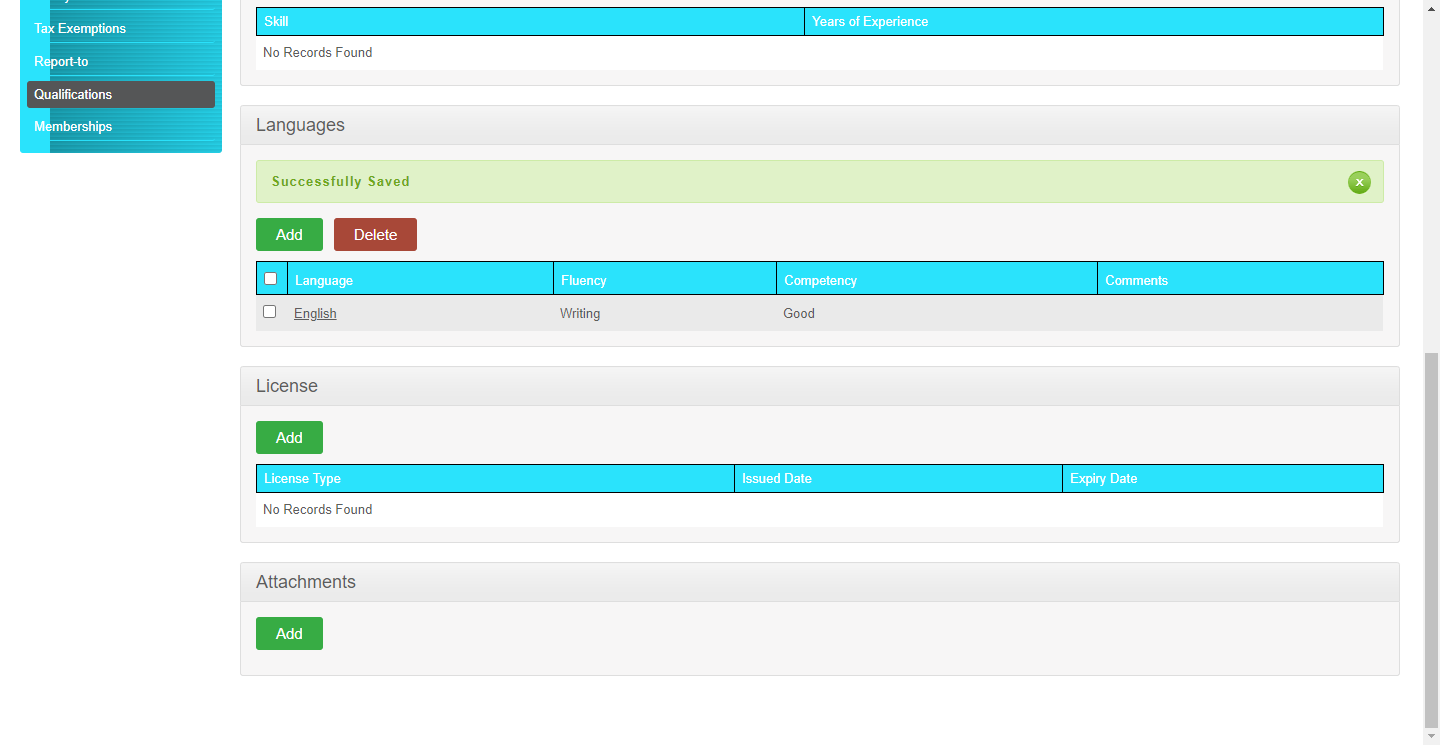 Tax Exemptions
Report-to
Qualifications
Memberships
Skill Years of Experience
No Records Found
Languages
Successfully Saved
x
Add Delete
Language Fluency Competency Comments
English Writing Good
License
Add
License Type Issued Date Expiry Date
No Records Found
Attachments
Add